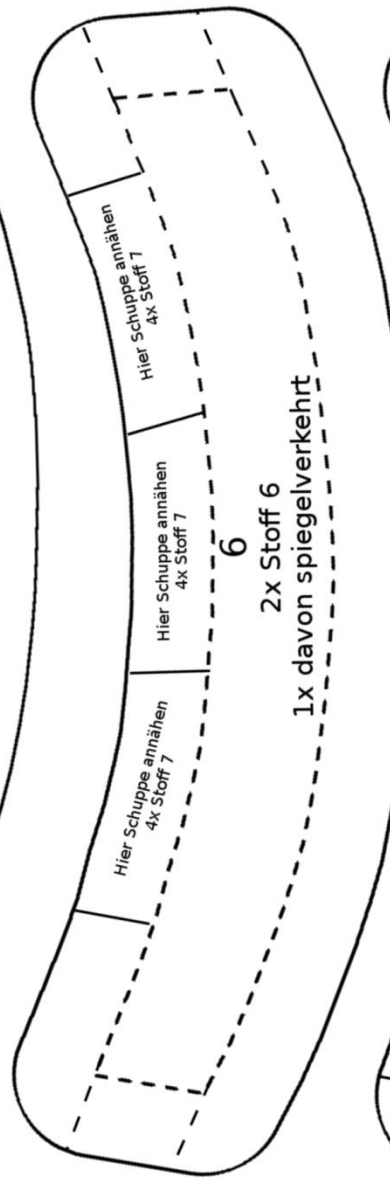 Hier Schuppe annähen
4x Stoff 7
Hier Schuppe annähen
4x Stoff 7
Hier Schuppe annähen
4x Stoff 7
6
2x Stoff 6
1x davon spiegelverkehrt